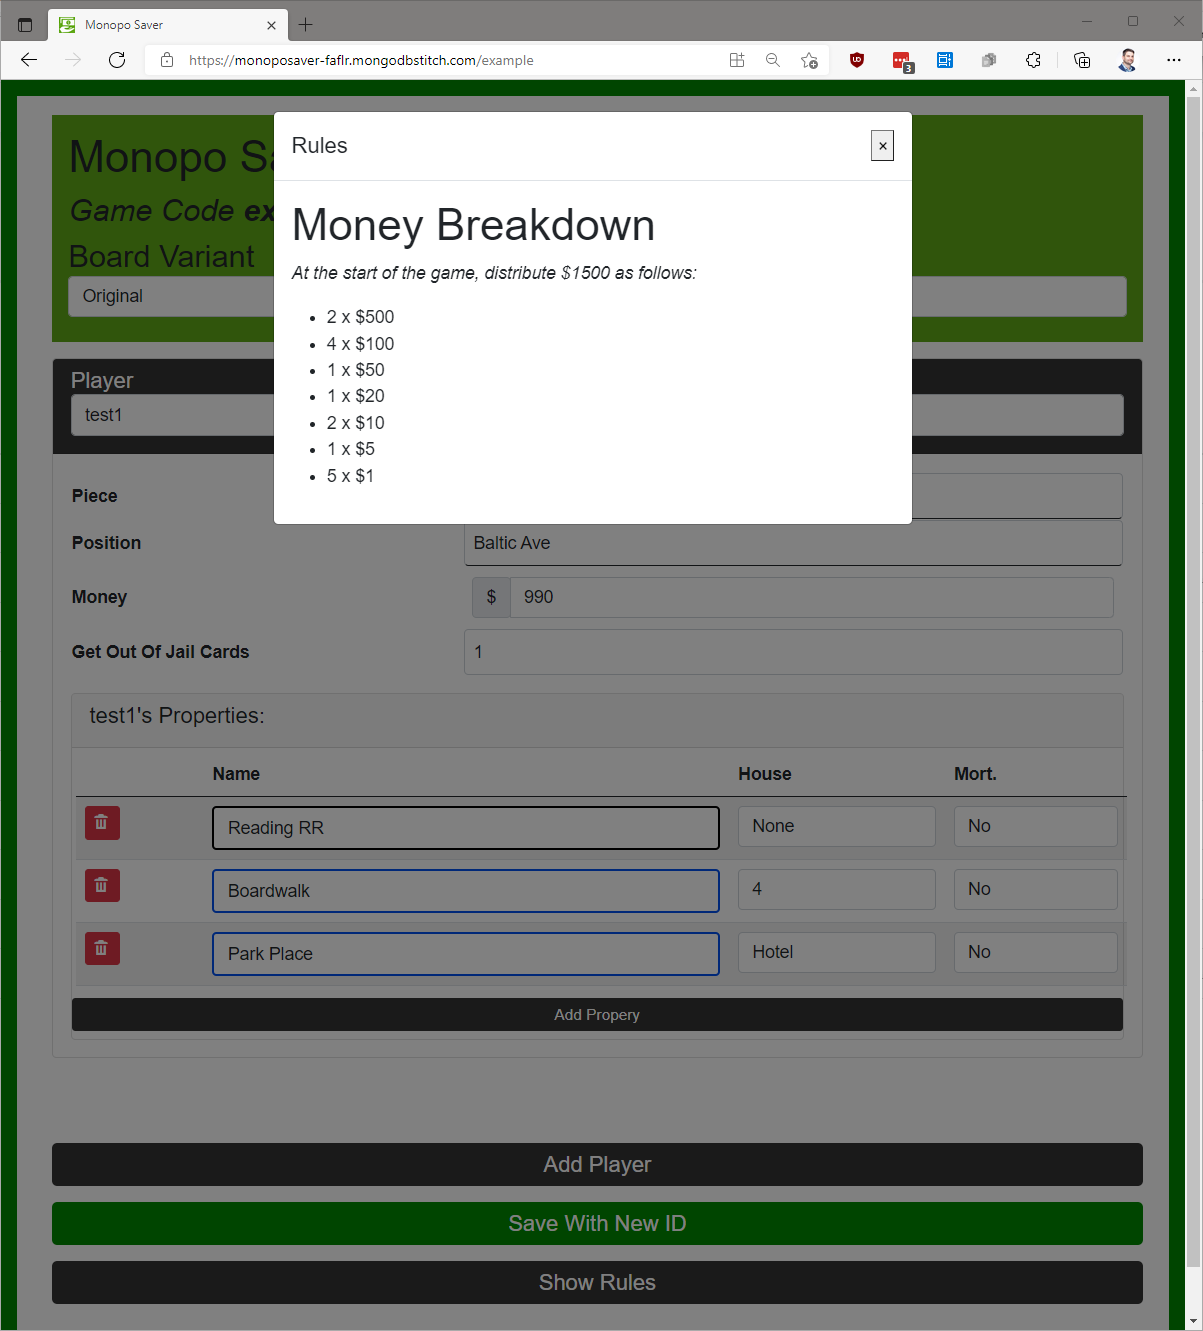 Monopo Saver
https://monoposaver-faflr.mongodbstitch.com/example
3
Rules
×
Money Breakdown
At the start of the game, distribute $1500 as follows:
• 2 x $500
• 4 x $100
• 1 x $50
• 1 x $20
• 2 x $10
• 1 x $5
• 5 x $1
Monopo Sa
Game Code ex
Board Variant
Original
Player
test1
Piece
Position Baltic Ave
Money $ 990
Get Out Of Jail Cards 1
test1's Properties:
Name House Mort.
Reading RR None No
Boardwalk 4 No
Park Place Hotel No
Add Propery
Add Player
Save With New ID
Show Rules